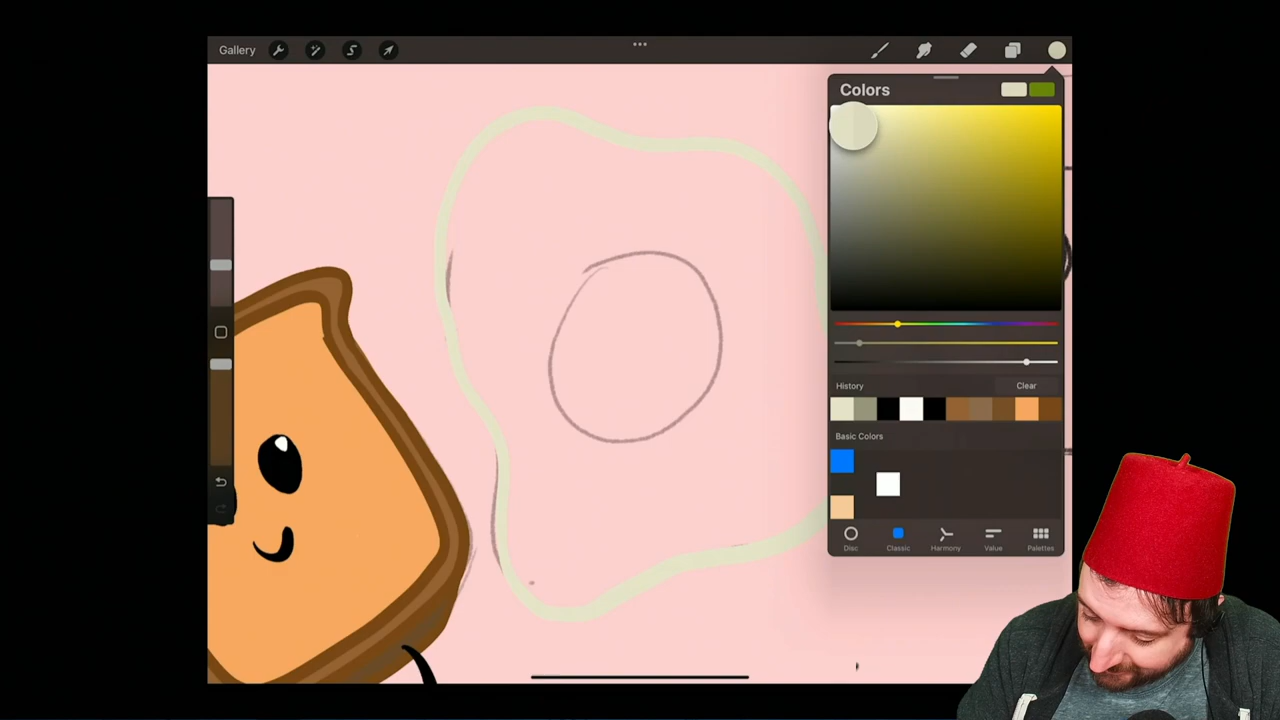 Gallery
Colors
History
Clear
Basic Colors
Disc
Classic
Harmony
Value
Palettes